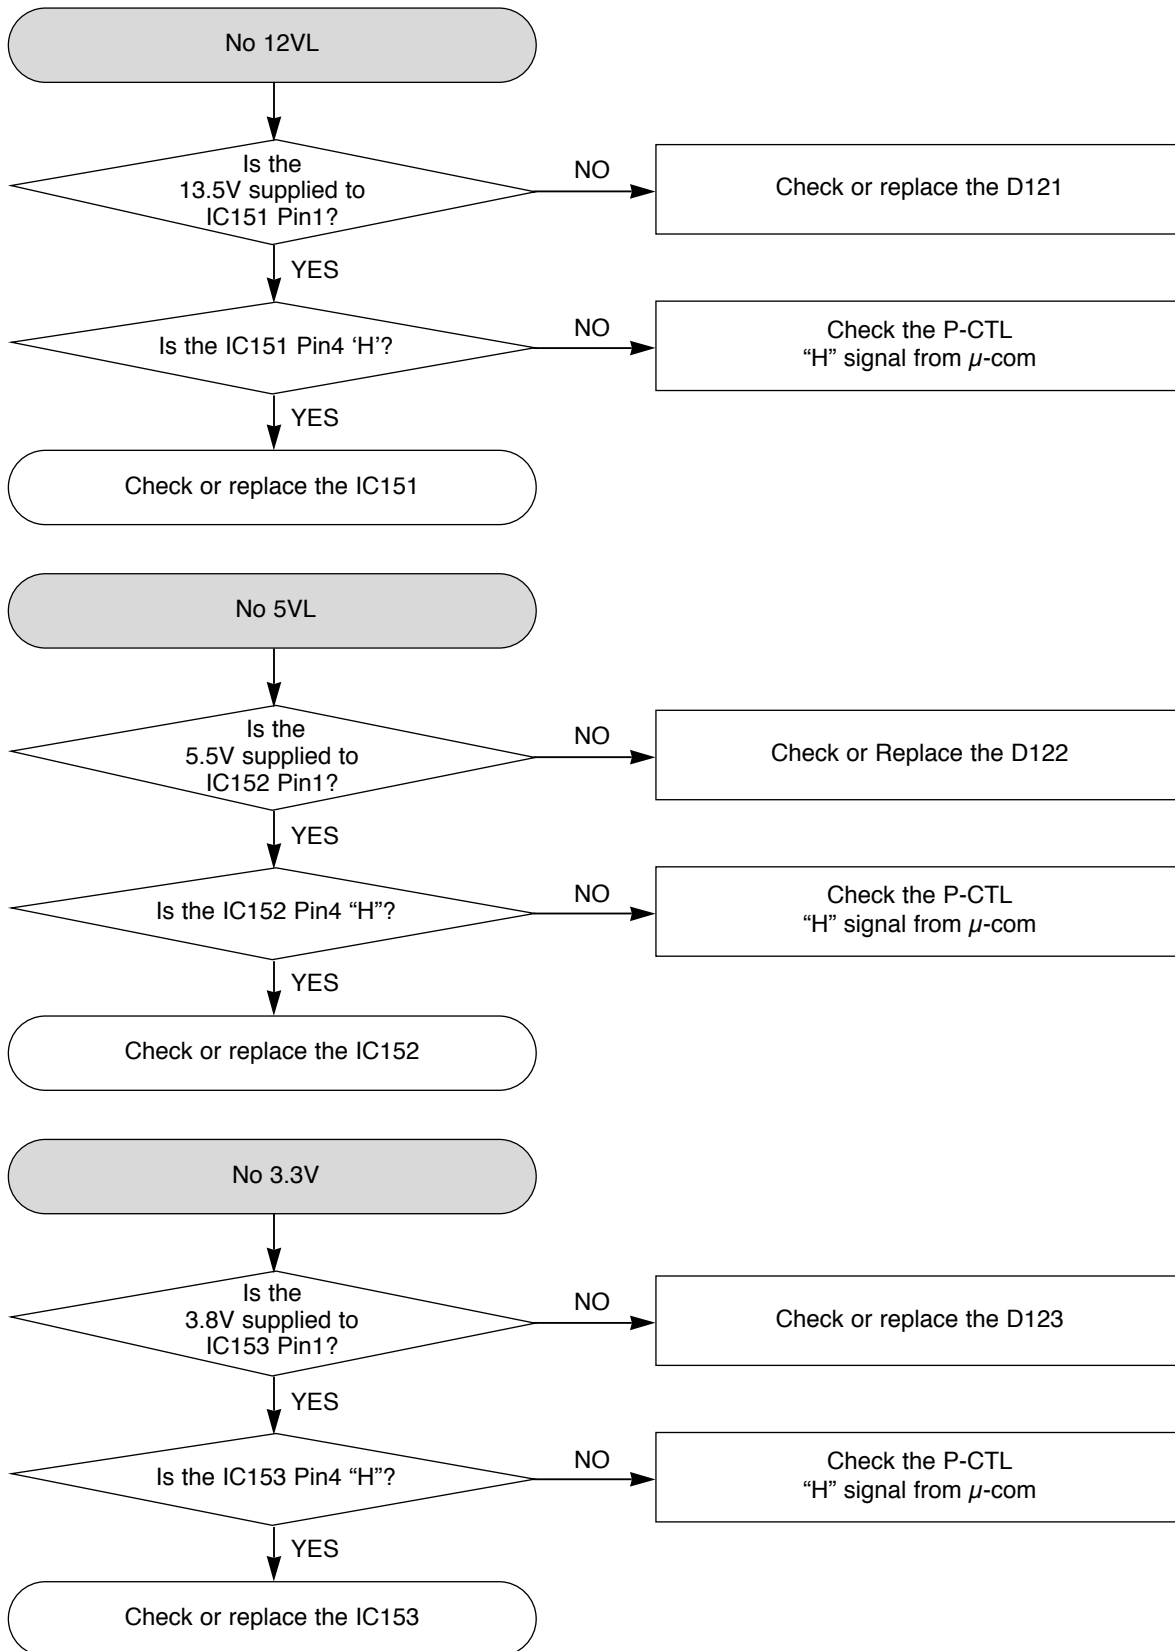 No 12VL
Is the
13.5V supplied to
IC151 Pin1?
NO
Check or replace the D121
YES
Is the IC151 Pin4 ‘H’?
NO
Check the P-CTL
“H” signal from µ-com
YES
Check or replace the IC151
No 5VL
Is the
5.5V supplied to
IC152 Pin1?
NO
Check or Replace the D122
YES
Is the IC152 Pin4 “H”?
NO
Check the P-CTL
“H” signal from µ-com
YES
Check or replace the IC152
No 3.3V
Is the
3.8V supplied to
IC153 Pin1?
NO
Check or replace the D123
YES
Is the IC153 Pin4 “H”?
NO
Check the P-CTL
“H” signal from µ-com
YES
Check or replace the IC153